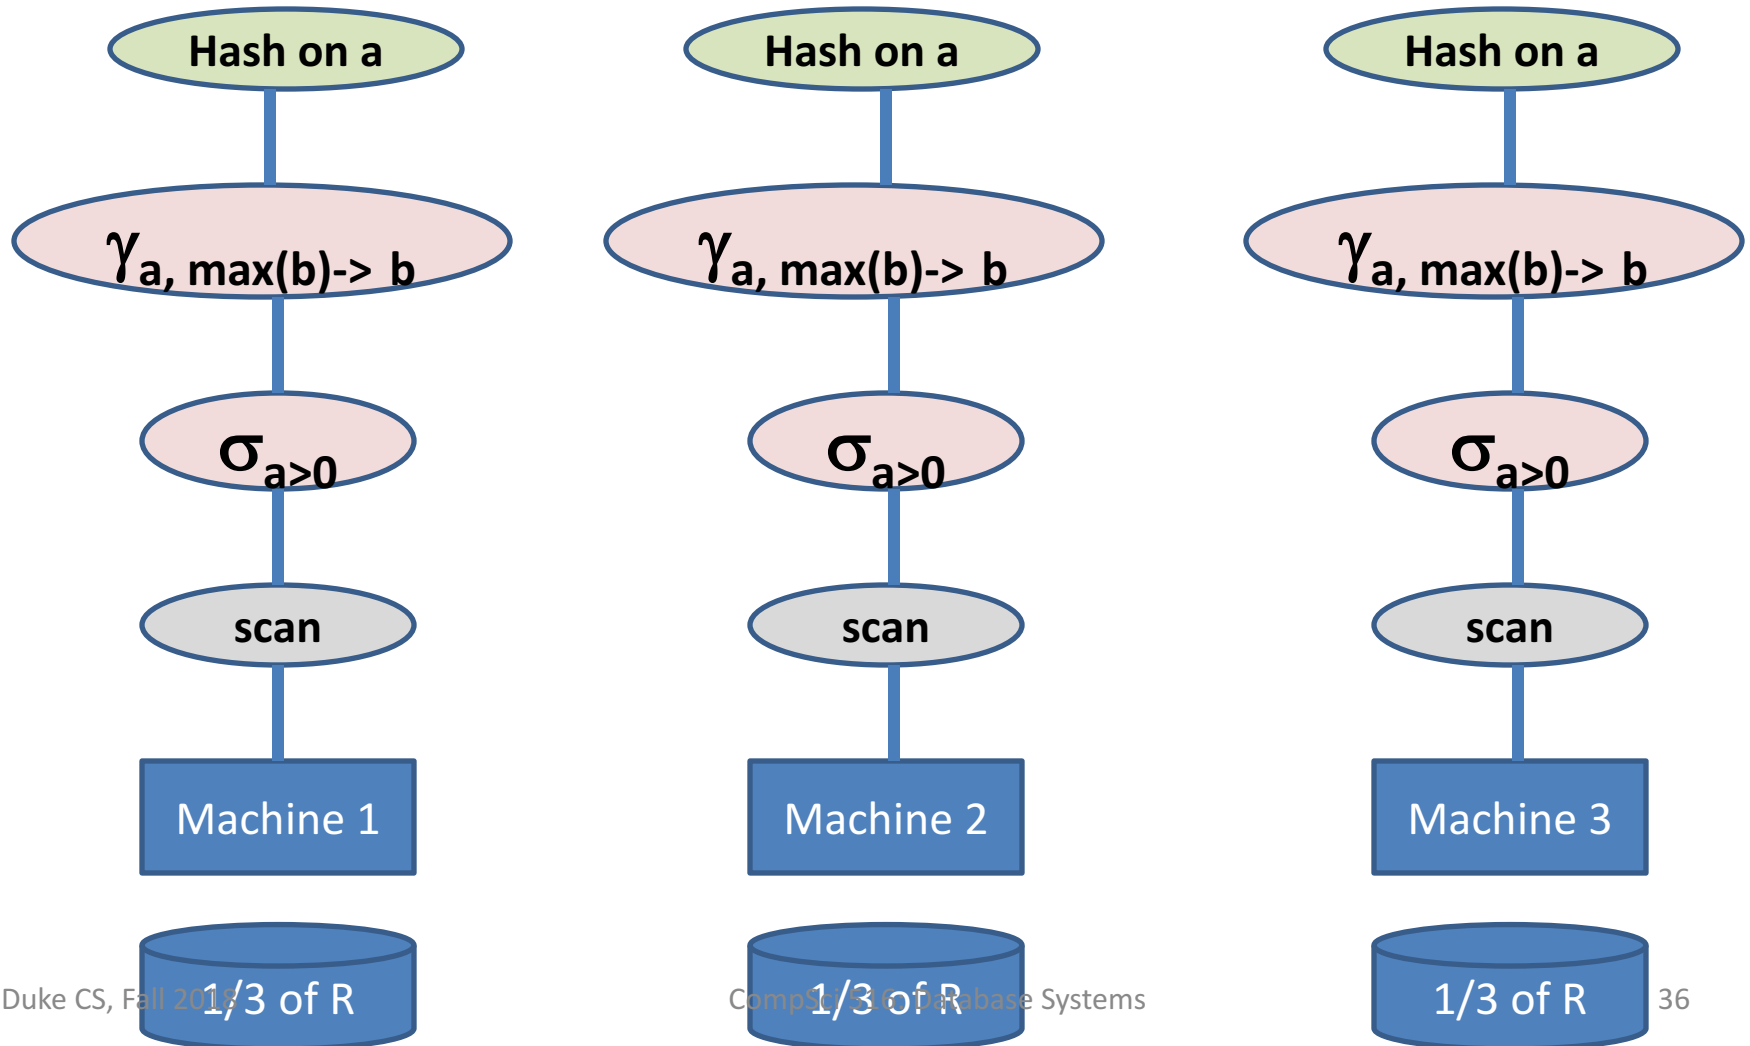 Hash on a Hash on a Hash on a
γa, max(b)-> b γa, max(b)-> b γa, max(b)-> b
σa>0 σa>0 σa>0
scan scan scan
Machine 1 Machine 2 Machine 3
1/3 of R 1/3 of R 1/3 of R
Duke CS, Fall 2018 CompSci 516: Database Systems 36